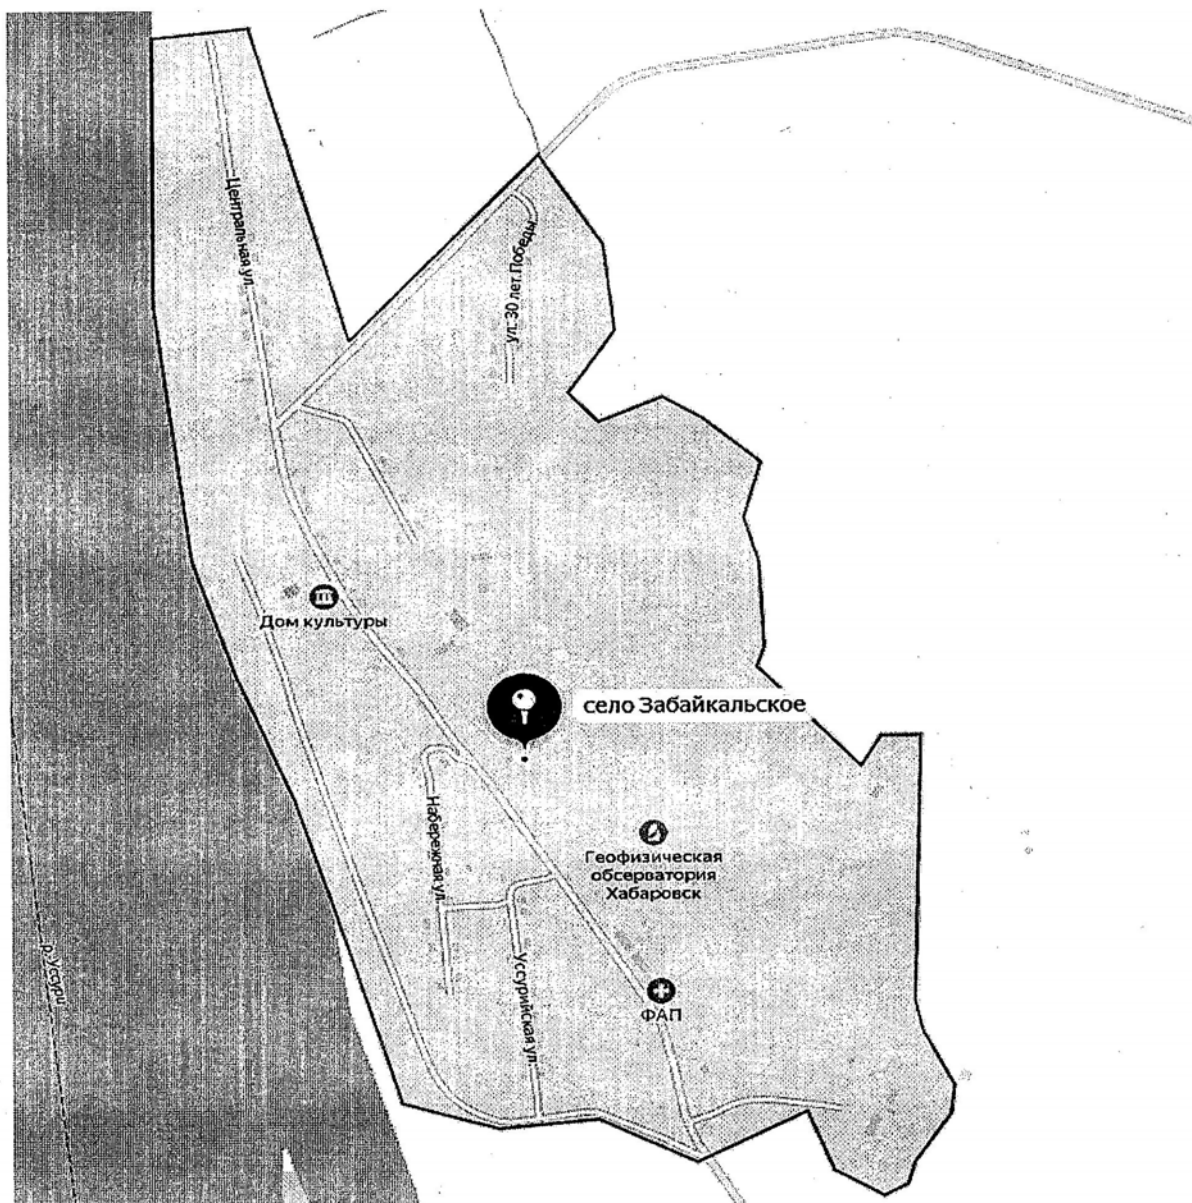 Центральная ул.
ул. 30 лет Победы
Дом культуры
село Забайкальское
Набережная ул.
Геофизическая
обсерватория
Хабаровск
Уссурийская ул.
р. Уссури
ФАП